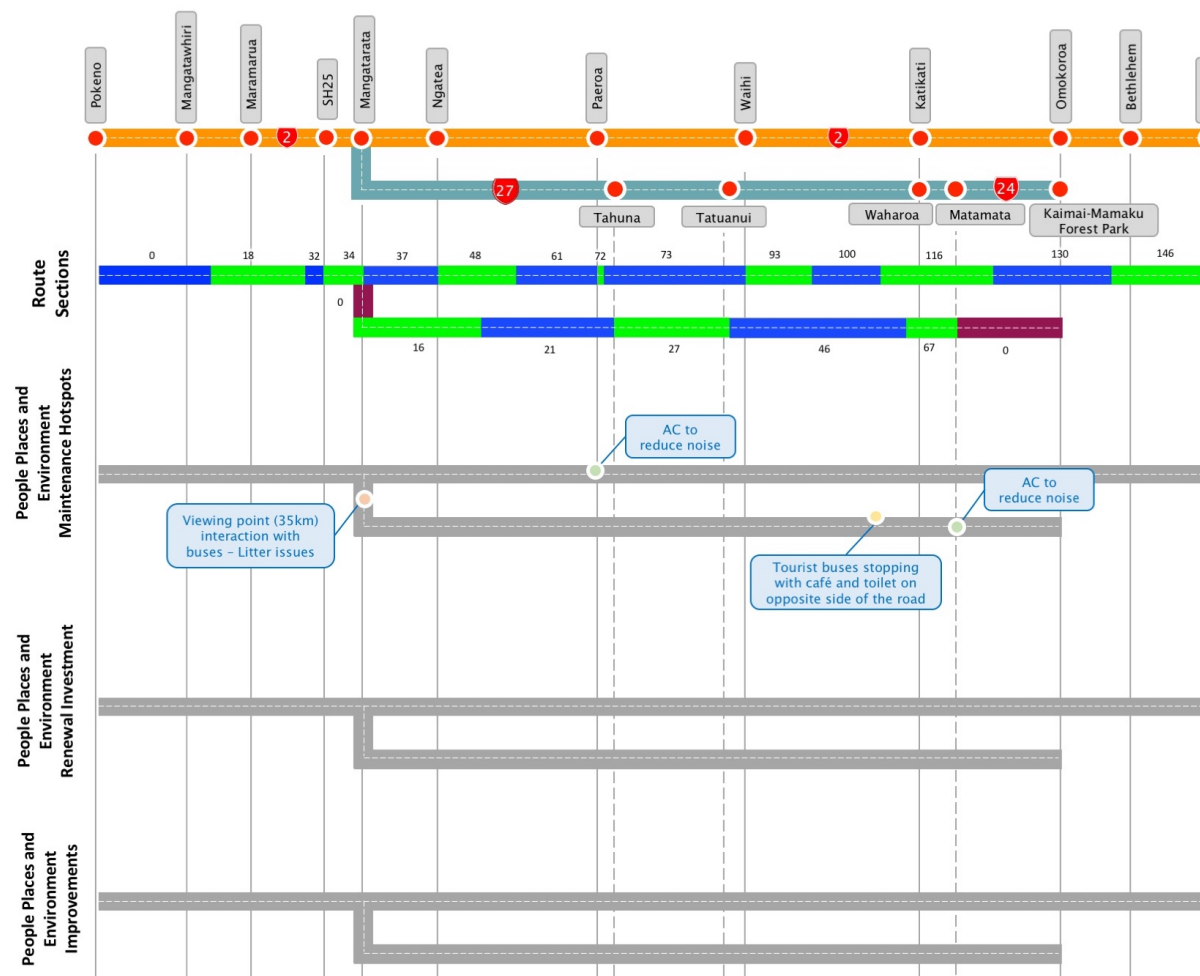 Pokeno
Mangatawhiri
Maramarua
SH25
Mangatarata
Ngatea
Paeroa
Waihi
Katikati
Omokoroa
Bethlehem
2
2
27
24
Tahuna
Tatuanui
Waharoa
Matamata
Kaimai-Mamaku
Forest Park
Route
Sections
0
18
32
34
37
48
61
72
73
93
100
116
130
146
0
16
21
27
46
67
0
People Places and
Environment
Maintenance Hotspots
AC to
reduce noise
AC to
reduce noise
Viewing point (35km)
interaction with
buses – Litter issues
Tourist buses stopping
with café and toilet on
opposite side of the road
People Places and
Environment
Renewal Investment
People Places and
Environment
Improvements